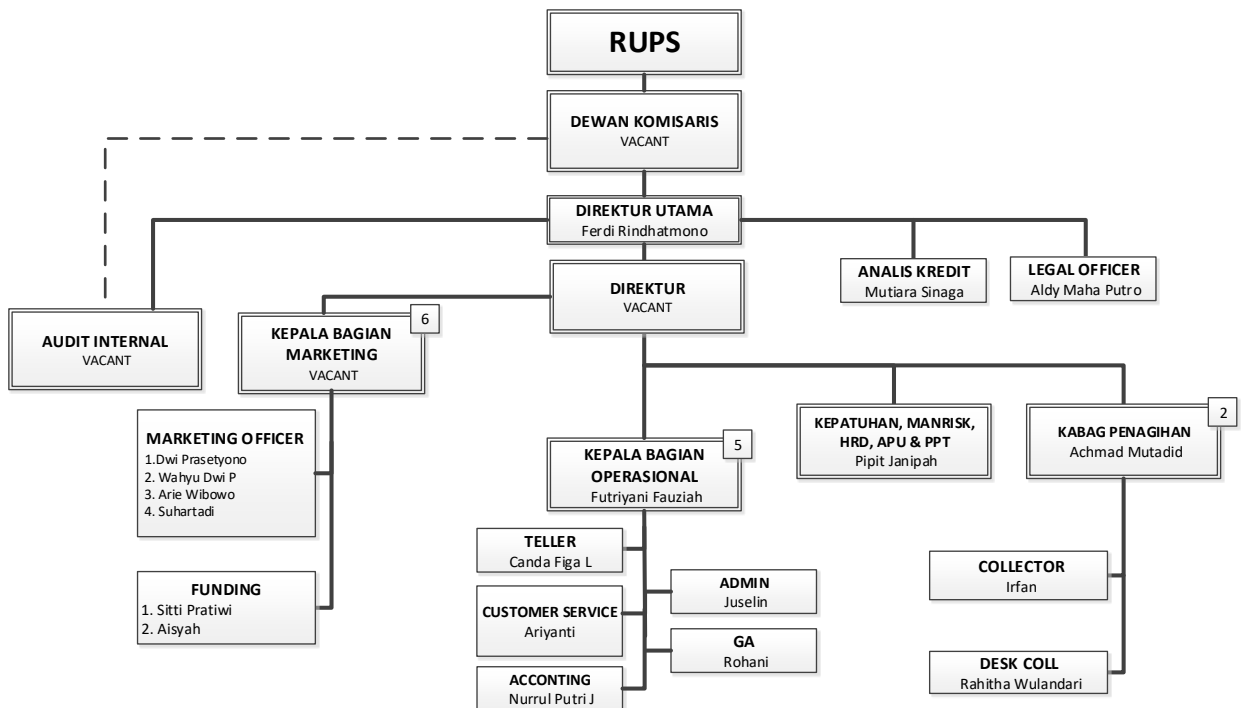 RUPS
DEWAN KOMISARIS
VACANT
DIREKTUR UTAMA
Ferdi Rindhatmono
ANALIS KREDIT
Mutiara Sinaga
LEGAL OFFICER
Aldy Maha Putro
DIREKTUR
VACANT
AUDIT INTERNAL
VACANT
6
KEPALA BAGIAN
MARKETING
VACANT
MARKETING OFFICER
1.Dwi Prasetyono
2. Wahyu Dwi P
3. Arie Wibowo
4. Suhartadi
FUNDING
1. Sitti Pratiwi
2. Aisyah
5
KEPALA BAGIAN
OPERASIONAL
Futriyani Fauziah
KEPATUHAN, MANRISK,
HRD, APU & PPT
Pipit Janipah
2
KABAG PENAGIHAN
Achmad Mutadid
TELLER
Canda Figa L
CUSTOMER SERVICE
Ariyanti
ACCONTING
Nurrul Putri J
ADMIN
Juselin
GA
Rohani
COLLECTOR
Irfan
DESK COLL
Rahitha Wulandari